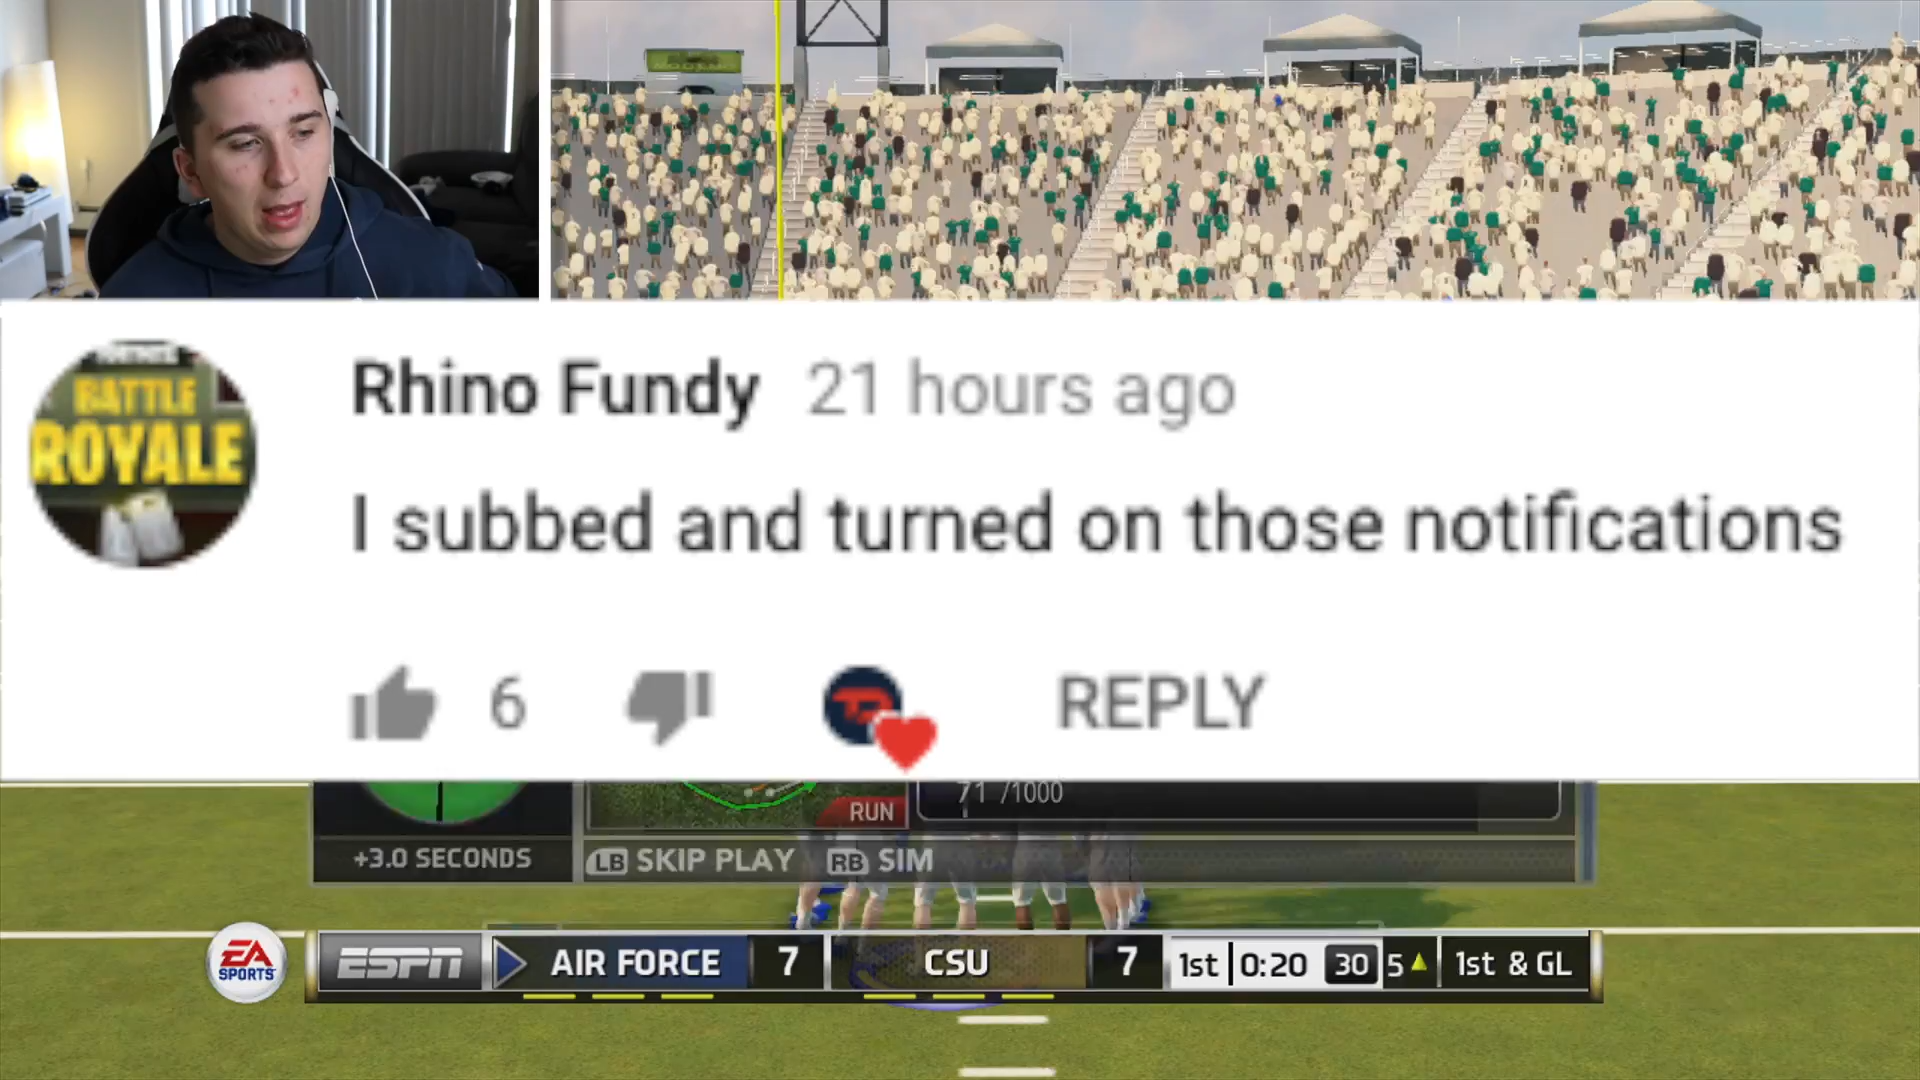 Rhino Fundy 21 hours ago
BATTLE
ROYALE
I subbed and turned on those notifications
6
REPLY
71 /1000
RUN
+3.0 SECONDS
LB SKIP PLAY RB SIM
EA
SPORTS
ESPN AIR FORCE 7 CSU 7 1st 0:20 30 5 1st & GL